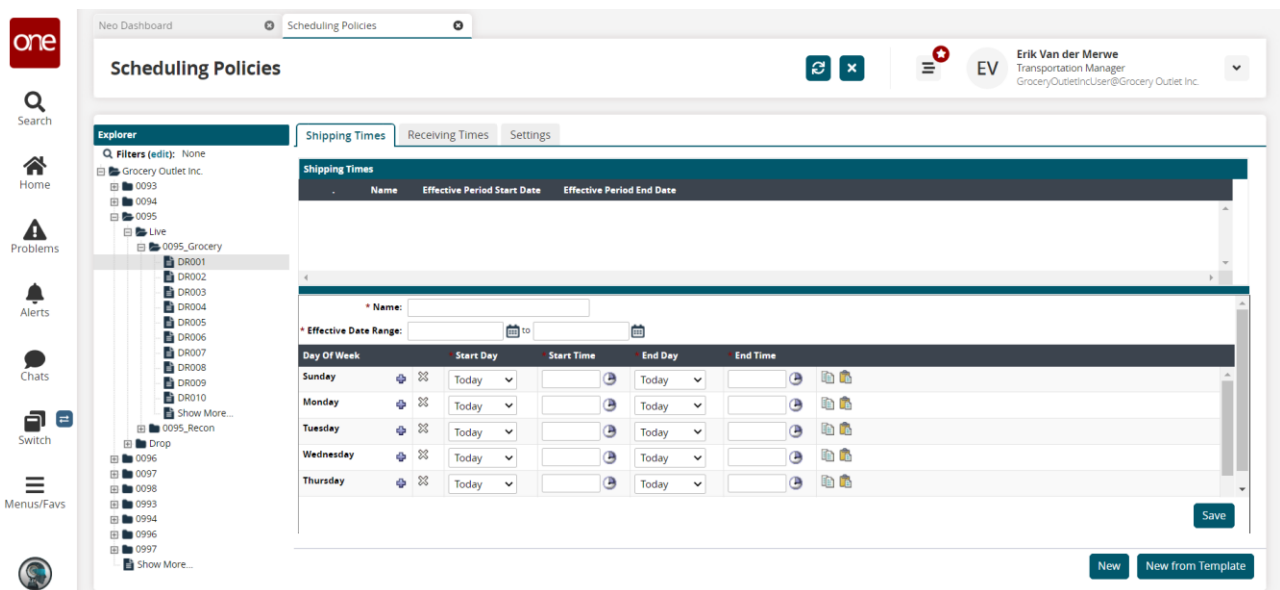 Neo Dashboard
Scheduling Policies
one
Scheduling Policies
EV
Erik Van der Merwe
Transportation Manager
GroceryOutletIncUser@Grocery Outlet Inc.
Search
Home
Problems
Alerts
Chats
Switch
Menus/Favs
Explorer
Filters (edit): None
Grocery Outlet Inc.
0093
0094
0095
Live
0095_Grocery
DR001
DR002
DR003
DR004
DR005
DR006
DR007
DR008
DR009
DR010
Show More...
0095_Recon
Drop
0096
0097
0098
0993
0994
0996
0997
Show More...
Shipping Times Receiving Times Settings
Shipping Times
. Name Effective Period Start Date Effective Period End Date
* Name:
* Effective Date Range: to
Day Of Week * Start Day * Start Time * End Day * End Time
Sunday Today Today
Monday Today Today
Tuesday Today Today
Wednesday Today Today
Thursday Today Today
Save
New New from Template